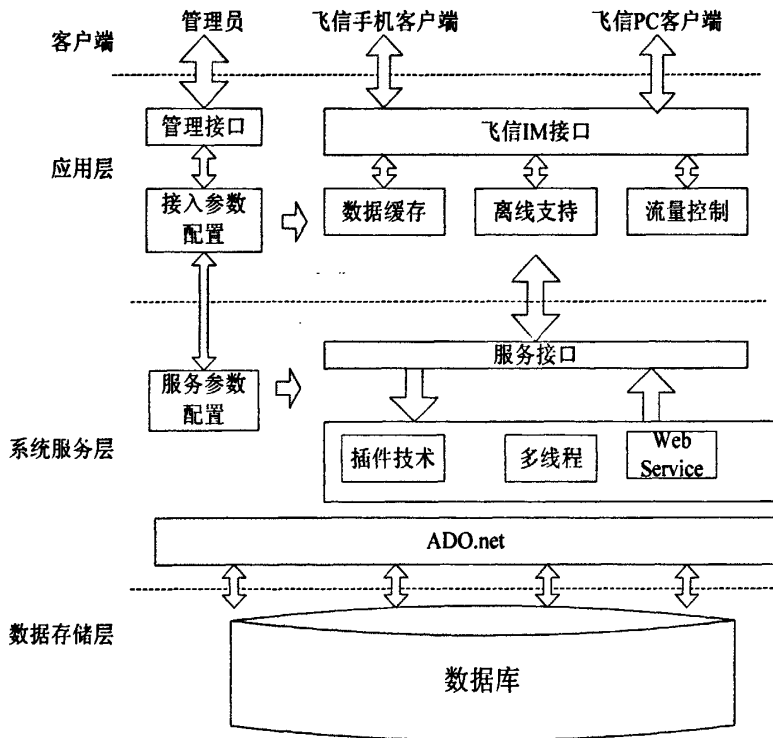 客户端
管理员
飞信手机客户端
飞信PC客户端
应用层
管理接口
飞信IM接口
接入参数
配置
数据缓存
离线支持
流量控制
系统服务层
服务接口
服务参数
配置
插件技术
多线程
Web
Service
ADO.net
数据存储层
数据库